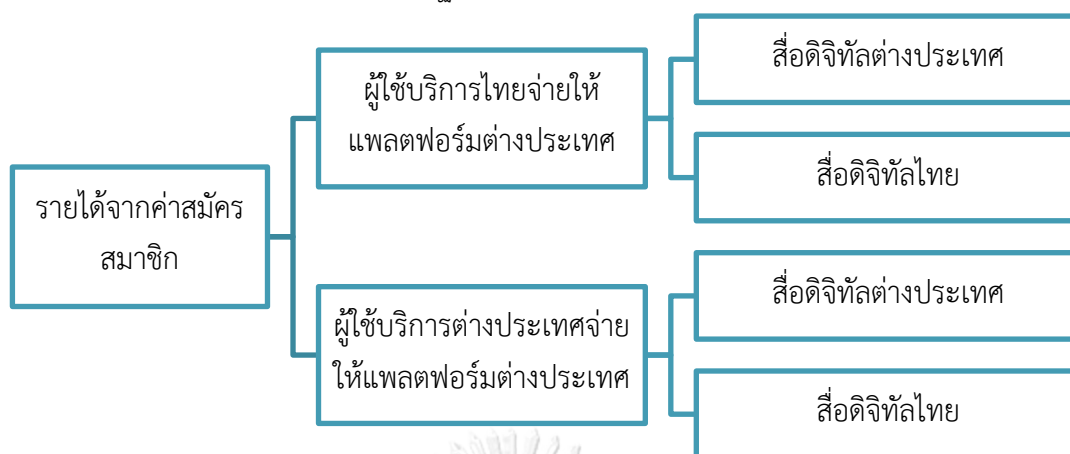 รายได้จากค่าสมัคร
สมาชิก
ผู้ใช้บริการไทยจ่ายให้
แพลตฟอร์มต่างประเทศ
สื่อดิจิทัลต่างประเทศ
สื่อดิจิทัลไทย
ผู้ใช้บริการต่างประเทศจ่าย
ให้แพลตฟอร์มต่างประเทศ
สื่อดิจิทัลต่างประเทศ
สื่อดิจิทัลไทย